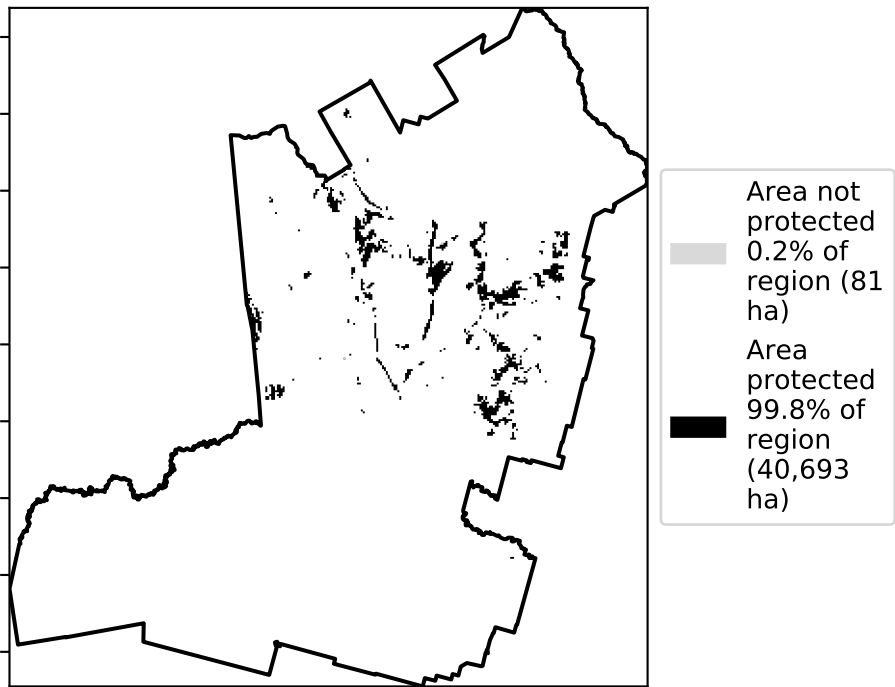 Area not
protected
0.2% of
region (81
ha)
Area
protected
99.8% of
region
(40,693
ha)